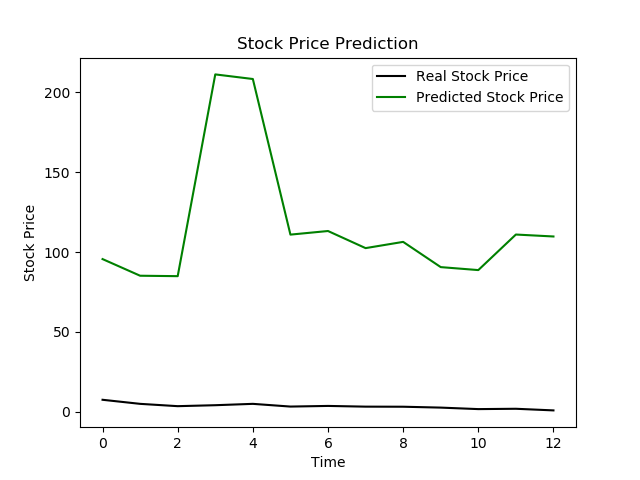 Stock Price Prediction
Real Stock Price
Predicted Stock Price
Stock Price
200
150
100
50
0
0 2 4 6 8 10 12
Time